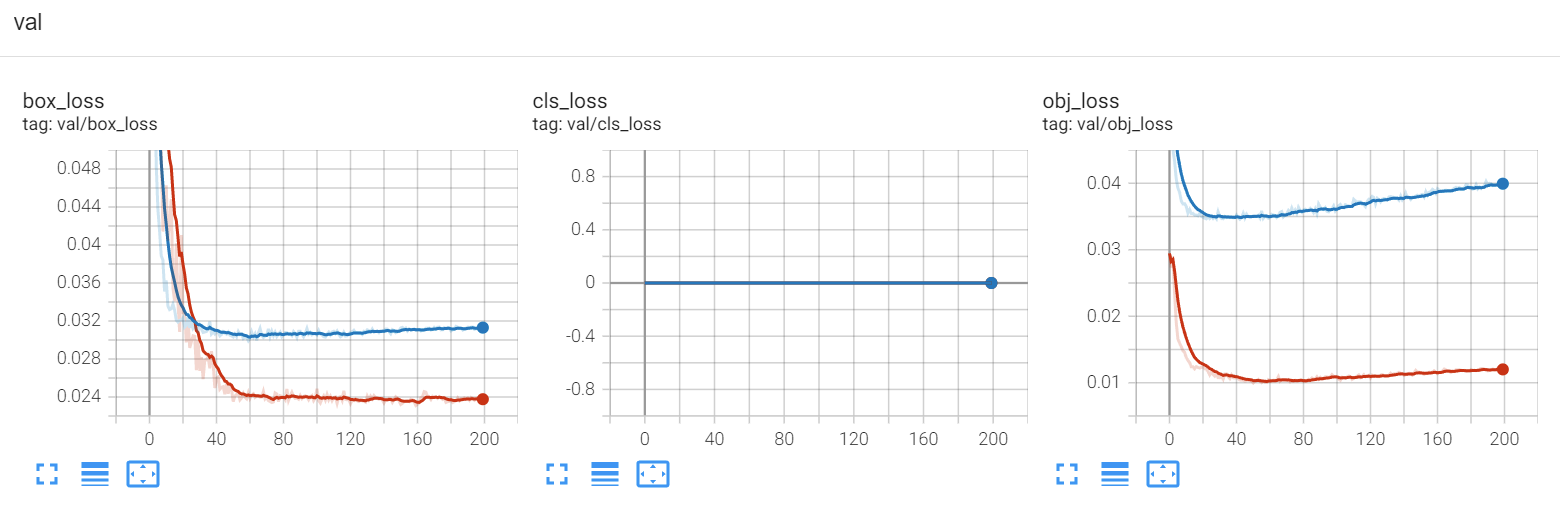 val
box_loss
tag: val/box_loss
0.048
0.044
0.04
0.036
0.032
0.028
0.024
0 40 80 120 160 200
cls_loss
tag: val/cls_loss
0.8
0.4
0
-0.4
-0.8
0 40 80 120 160 200
obj_loss
tag: val/obj_loss
0.04
0.03
0.02
0.01
0 40 80 120 160 200